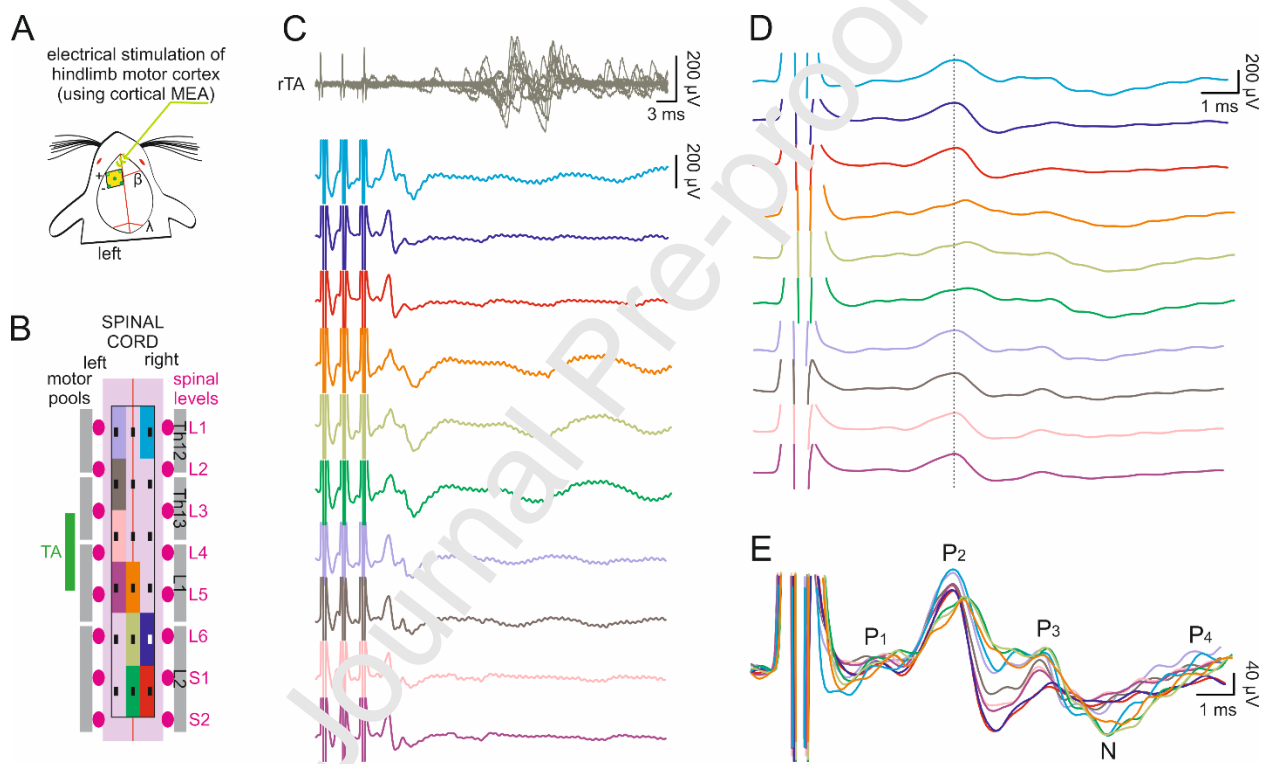 A
electrical stimulation of
hindlimb motor cortex
(using cortical MEA)
+
-
β
λ
left
B
SPINAL
CORD
left
right
motor
pools
spinal
levels
L1
Th12
L2
Th13
L3
TA
L4
L1
L5
L6
L2
S1
S2
C
rTA
200 µV
3 ms
200 µV
D
200 µV
1 ms
E
P1
P2
P3
P4
N
40 µV
1 ms
Journal Pre-proof